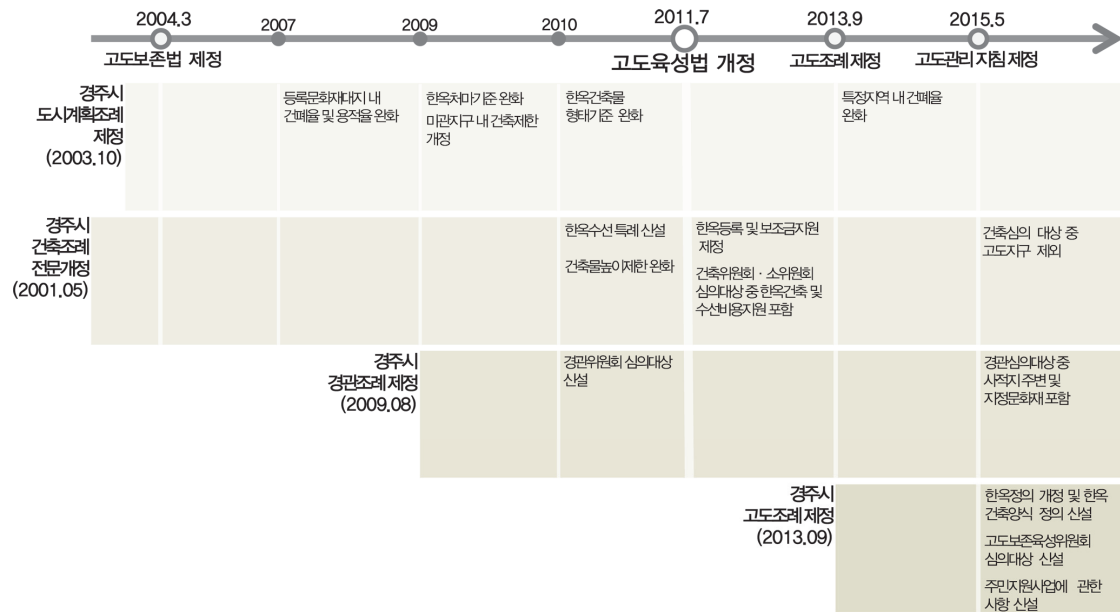 2004.3
2007
2009
2010
2011.7
2013.9
2015.5
고도보존법 제정
고도육성법 개정
고도조례 제정
고도관리 지침 제정
경주시
도시계획조례
제정
(2003.10)
등록문화재대지 내
건폐율 및 용적율 완화
한옥처마기준 완화
미관지구 내 건축제한
개정
한옥건축물
형태기준 완화
특정지역 내 건폐율
완화
경주시
건축조례
전문개정
(2001.05)
한옥수선 특례 신설
건축물높이제한 완화
한옥등록 및 보조금지원
제정
건축위원회 · 소위원회
심의대상 중 한옥건축 및
수선비용지원 포함
건축심의 대상 중
고도지구 제외
경주시
경관조례 제정
(2009.08)
경관위원회 심의대상
신설
경관심의대상 중
사적지 주변 및
지정문화재 포함
경주시
고도조례 제정
(2013.09)
한옥정의 개정 및 한옥
건축양식 정의 신설
고도보존육성위원회
심의대상 신설
주민지원사업에 관한
사항 신설